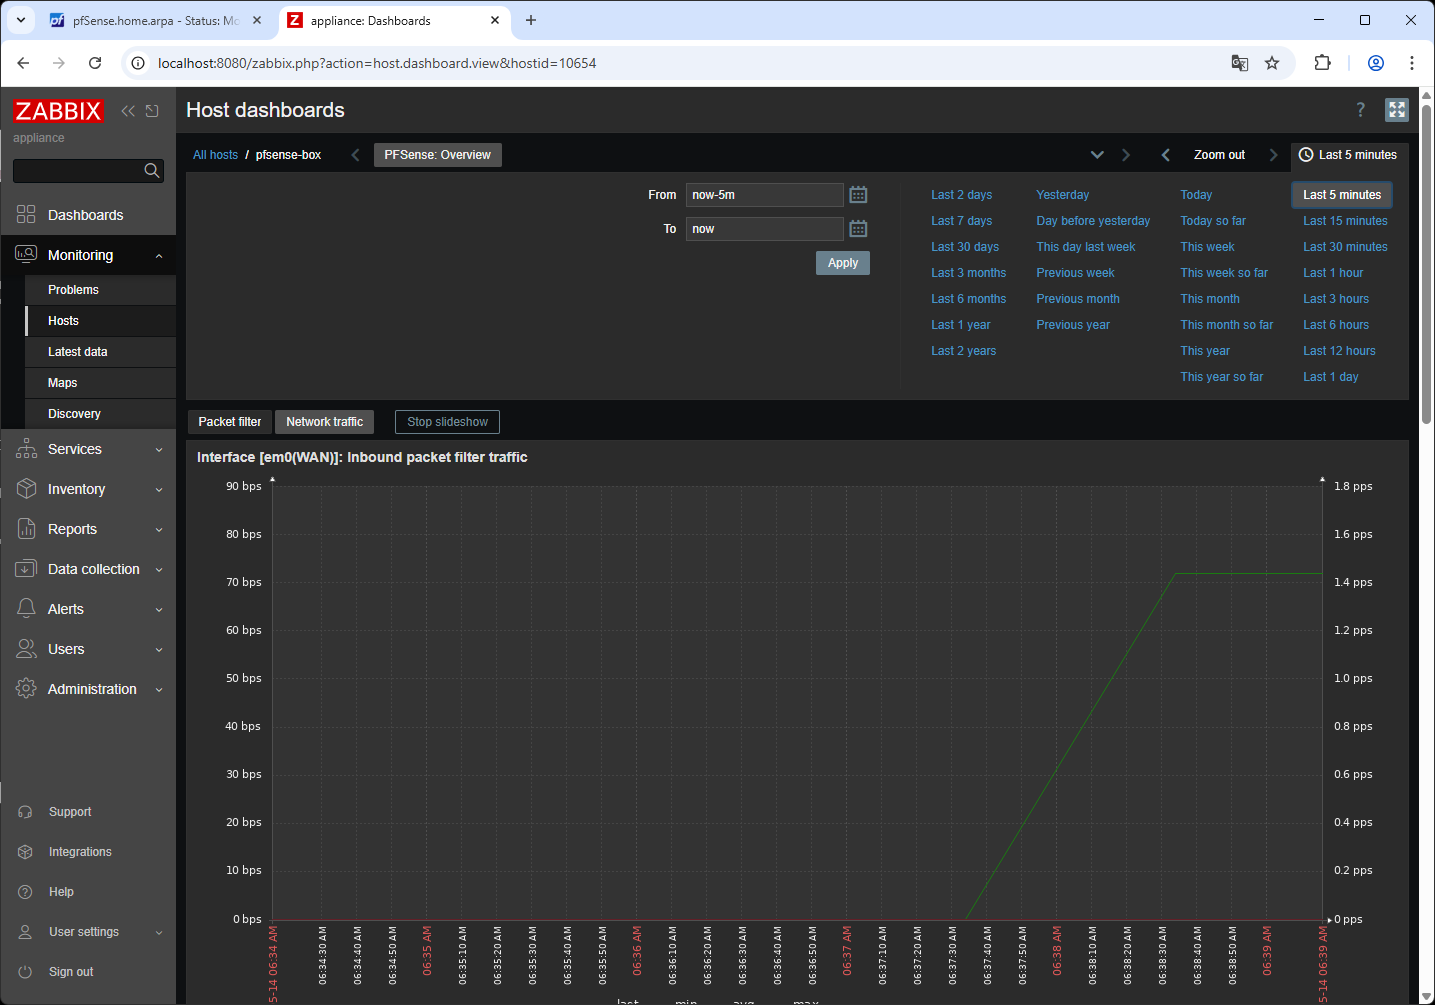 pfSense.home.arpa - Status: Mo
appliance: Dashboards
localhost:8080/zabbix.php?action=host.dashboard.view&hostid=10654
ZABBIX
appliance
Dashboards
Monitoring
Problems
Hosts
Latest data
Maps
Discovery
Services
Inventory
Reports
Data collection
Alerts
Users
Administration
Support
Integrations
Help
User settings
Sign out
Host dashboards
?
All hosts / pfsense-box
PFSense: Overview
Zoom out
Last 5 minutes
From now-5m
To now
Apply
Last 2 days Yesterday Today Last 5 minutes
Last 7 days Day before yesterday Today so far Last 15 minutes
Last 30 days This day last week This week Last 30 minutes
Last 3 months Previous week This week so far Last 1 hour
Last 6 months Previous month This month Last 3 hours
Last 1 year Previous year This month so far Last 6 hours
Last 2 years This year Last 12 hours
This year so far Last 1 day
Packet filter Network traffic Stop slideshow
Interface [em0(WAN)]: Inbound packet filter traffic
90 bps 1.8 pps
80 bps 1.6 pps
70 bps 1.4 pps
60 bps 1.2 pps
50 bps 1.0 pps
40 bps 0.8 pps
30 bps 0.6 pps
20 bps 0.4 pps
10 bps 0.2 pps
0 bps 0 pps
5-14 06:34 AM
06:34:30 AM
06:34:40 AM
06:34:50 AM
06:35 AM
06:35:10 AM
06:35:20 AM
06:35:30 AM
06:35:40 AM
06:35:50 AM
06:36 AM
06:36:10 AM
06:36:20 AM
06:36:30 AM
06:36:40 AM
06:36:50 AM
06:37 AM
06:37:10 AM
06:37:20 AM
06:37:30 AM
06:37:40 AM
06:37:50 AM
06:38 AM
06:38:10 AM
06:38:20 AM
06:38:30 AM
06:38:40 AM
06:38:50 AM
06:39 AM
5-14 06:39 AM
last min avg max